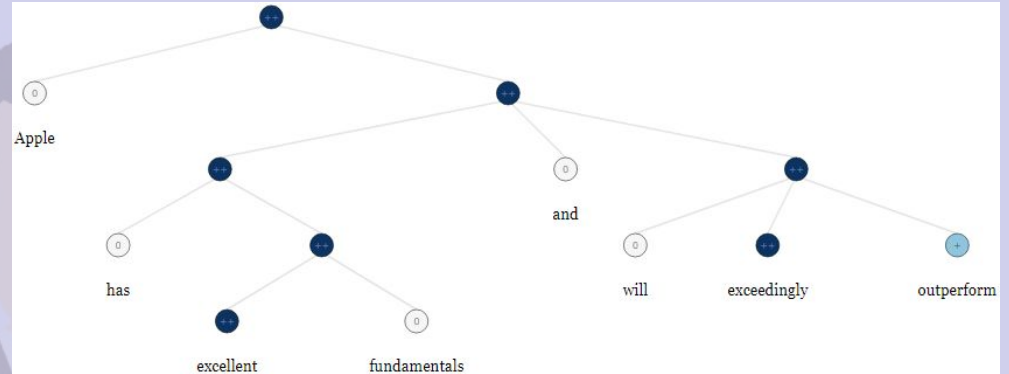 ++
0
++
Apple
++
0
++
and
0
++
0
++
+
has
will
exceedingly
outperform
++
0
excellent
fundamentals